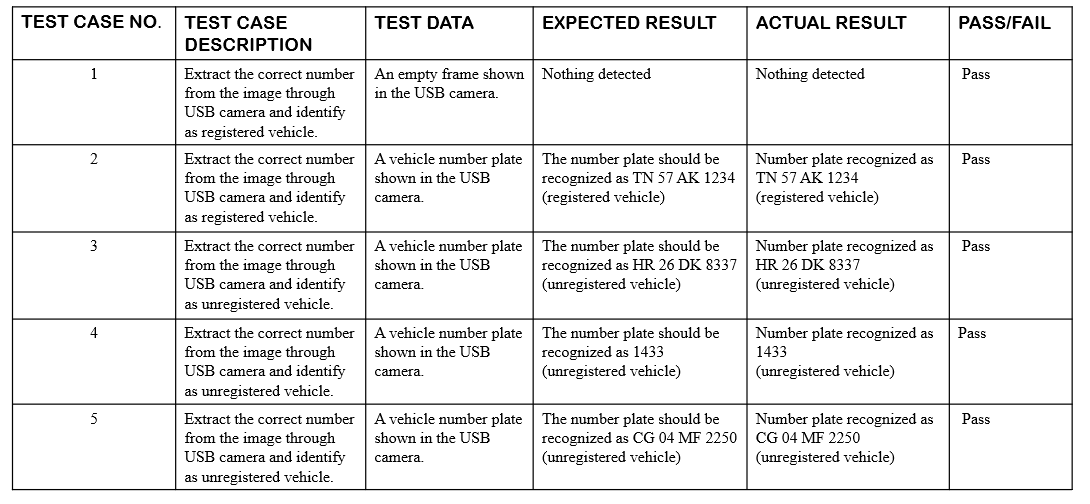 TEST CASE NO.
TEST CASE
DESCRIPTION
TEST DATA
EXPECTED RESULT
ACTUAL RESULT
PASS/FAIL
1
Extract the correct number
from the image through
USB camera and identify
as registered vehicle.
An empty frame shown
in the USB camera.
Nothing detected
Nothing detected
Pass
2
Extract the correct number
from the image through
USB camera and identify
as registered vehicle.
A vehicle number plate
shown in the USB
camera.
The number plate should be
recognized as TN 57 AK 1234
(registered vehicle)
Number plate recognized as
TN 57 AK 1234
(registered vehicle)
Pass
3
Extract the correct number
from the image through
USB camera and identify
as unregistered vehicle.
A vehicle number plate
shown in the USB
camera.
The number plate should be
recognized as HR 26 DK 8337
(unregistered vehicle)
Number plate recognized as
HR 26 DK 8337
(unregistered vehicle)
Pass
4
Extract the correct number
from the image through
USB camera and identify
as unregistered vehicle.
A vehicle number plate
shown in the USB
camera.
The number plate should be
recognized as 1433
(unregistered vehicle)
Number plate recognized as
1433
(unregistered vehicle)
Pass
5
Extract the correct number
from the image through
USB camera and identify
as unregistered vehicle.
A vehicle number plate
shown in the USB
camera.
The number plate should be
recognized as CG 04 MF 2250
(unregistered vehicle)
Number plate recognized as
CG 04 MF 2250
(unregistered vehicle)
Pass